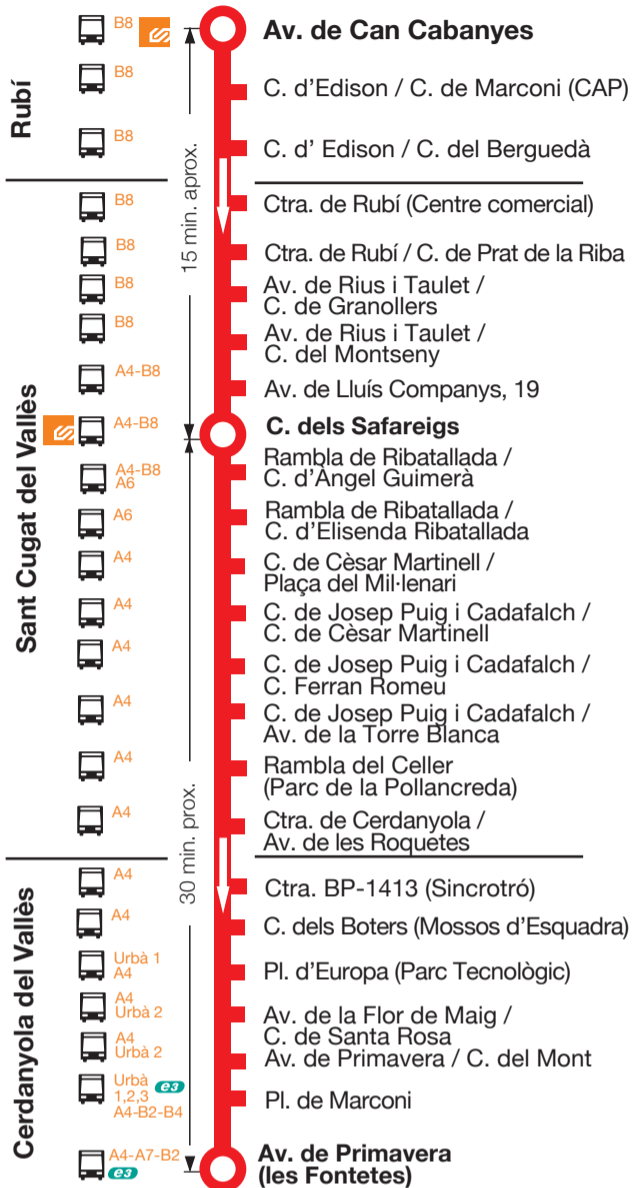 Rubí
B8
Av. de Can Cabanyes
B8
C. d'Edison / C. de Marconi (CAP)
B8
C. d' Edison / C. del Berguedà
15 min. aprox.
Sant Cugat del Vallès
B8
Ctra. de Rubí (Centre comercial)
B8
Ctra. de Rubí / C. de Prat de la Riba
B8
Av. de Rius i Taulet /
C. de Granollers
B8
Av. de Rius i Taulet /
C. del Montseny
A4-B8
Av. de Lluís Companys, 19
A4-B8
C. dels Safareigs
A4-B8
A6
Rambla de Ribatallada /
C. d'Àngel Guimerà
A6
Rambla de Ribatallada /
C. d'Elisenda Ribatallada
A4
C. de Cèsar Martinell /
Plaça del Mil·lenari
A4
C. de Josep Puig i Cadafalch /
C. de Cèsar Martinell
A4
C. de Josep Puig i Cadafalch /
C. Ferran Romeu
A4
C. de Josep Puig i Cadafalch /
Av. de la Torre Blanca
A4
Rambla del Celler
(Parc de la Pollancreda)
A4
Ctra. de Cerdanyola /
Av. de les Roquetes
30 min. prox.
Cerdanyola del Vallès
A4
Ctra. BP-1413 (Sincrotró)
A4
C. dels Boters (Mossos d'Esquadra)
Urbà 1
A4
Pl. d'Europa (Parc Tecnològic)
A4
Urbà 2
Av. de la Flor de Maig /
C. de Santa Rosa
A4
Urbà 2
Av. de Primavera / C. del Mont
Urbà e3
1,2,3
A4-B2-B4
Pl. de Marconi
A4-A7-B2
e3
Av. de Primavera
(les Fontetes)